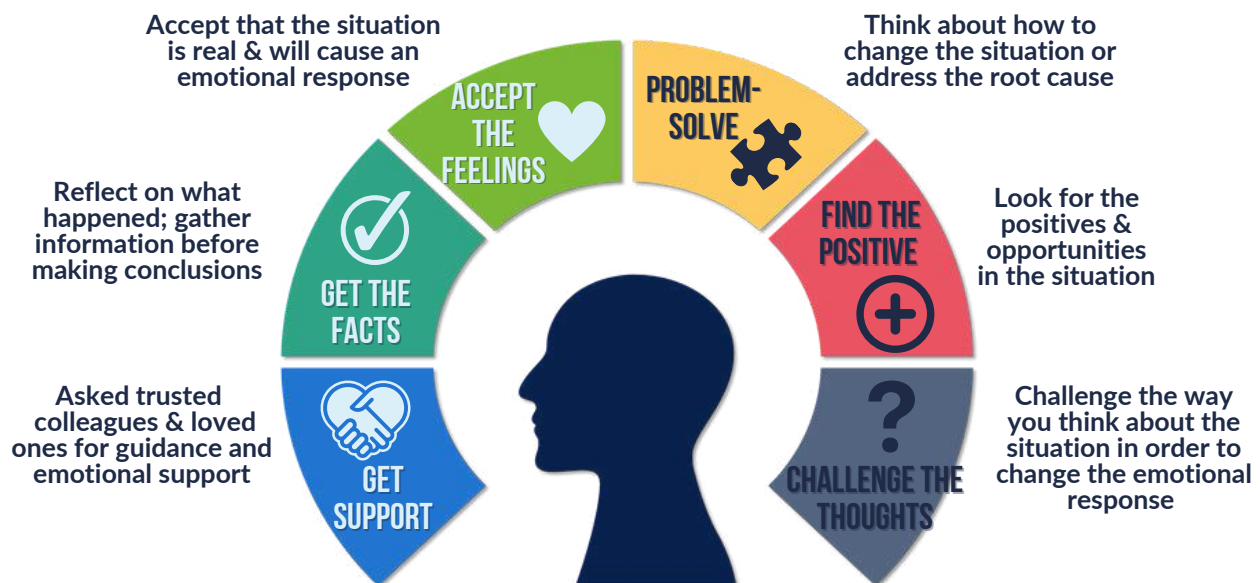 Accept that the situation
is real & will cause an
emotional response
Think about how to
change the situation or
address the root cause
ACCEPT
THE
FEELINGS
PROBLEM-
SOLVE
Reflect on what
happened; gather
information before
making conclusions
GET THE
FACTS
FIND THE
POSITIVE
Look for the
positives &
opportunities
in the situation
Asked trusted
colleagues & loved
ones for guidance and
emotional support
GET
SUPPORT
CHALLENGE THE
THOUGHTS
Challenge the way
you think about the
situation in order to
change the emotional
response